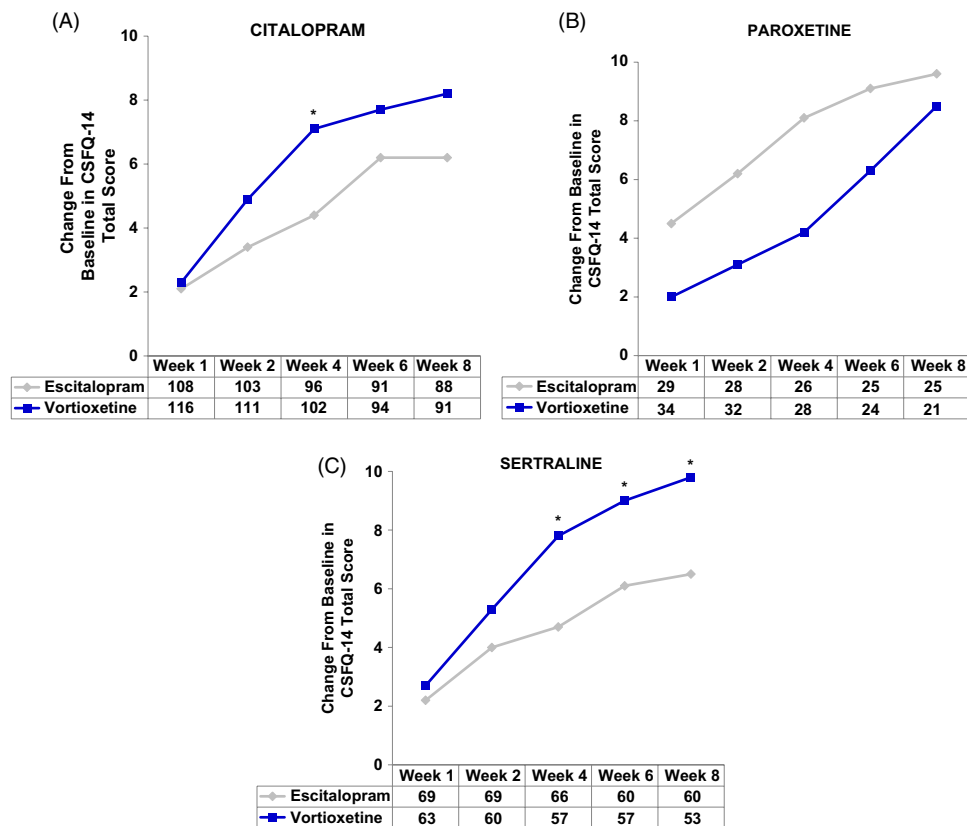 (A)
CITALOPRAM
Change From
Baseline in CSFQ-14
Total Score
10
8
6
4
2
0
*
Week 1 Week 2 Week 4 Week 6 Week 8
Escitalopram 108 103 96 91 88
Vortioxetine 116 111 102 94 91
(B)
PAROXETINE
Change From Baseline in
CSFQ-14 Total Score
10
8
6
4
2
0
Week 1 Week 2 Week 4 Week 6 Week 8
Escitalopram 29 28 26 25 25
Vortioxetine 34 32 28 24 21
(C)
SERTRALINE
Change From Baseline in
CSFQ-14 Total Score
10
8
6
4
2
0
* * *
Week 1 Week 2 Week 4 Week 6 Week 8
Escitalopram 69 69 66 60 60
Vortioxetine 63 60 57 57 53